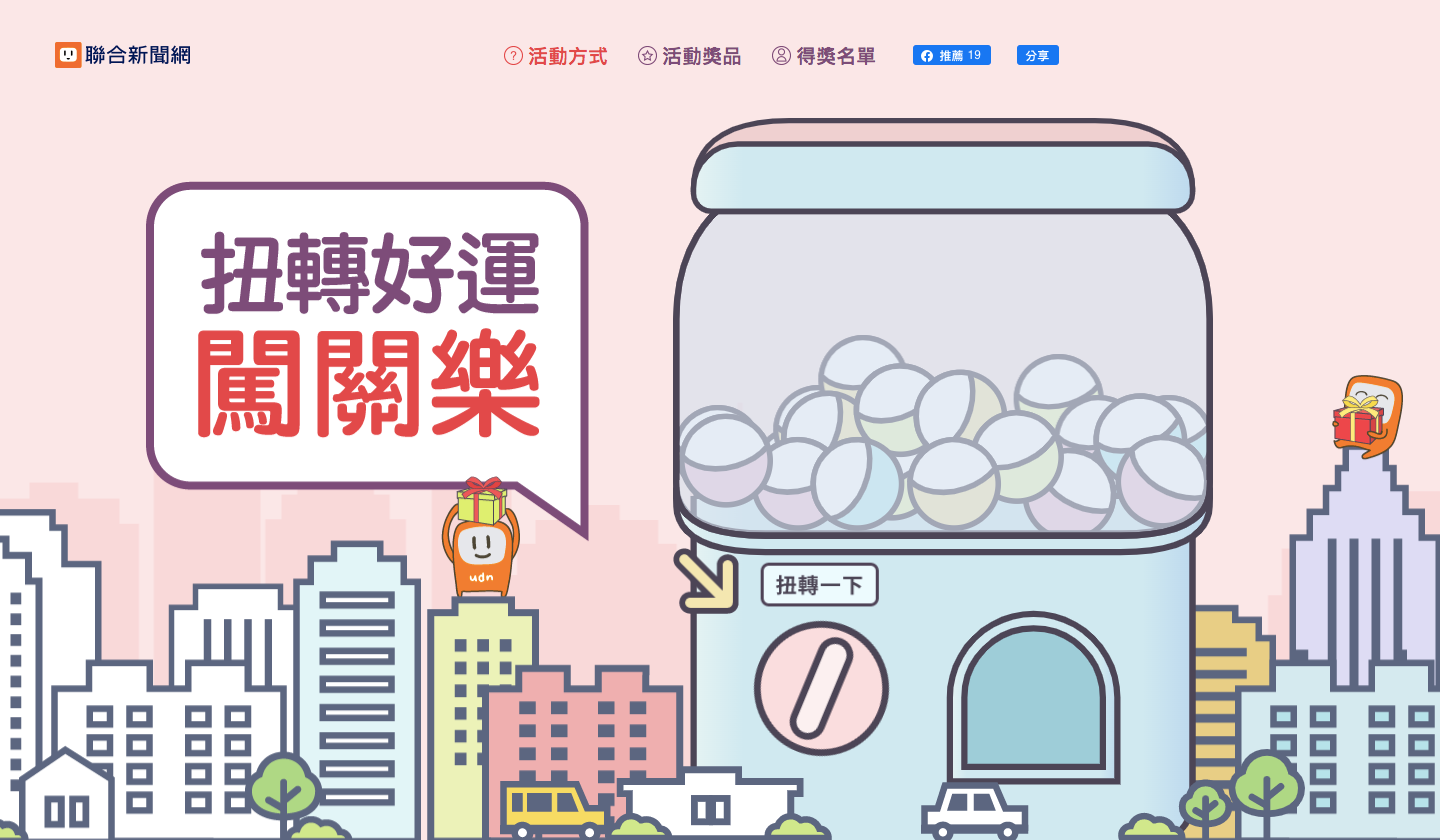 聯合新聞網
活動方式
活動獎品
得獎名單
推薦 19
分享
扭轉好運
闖關樂
udn
扭轉一下